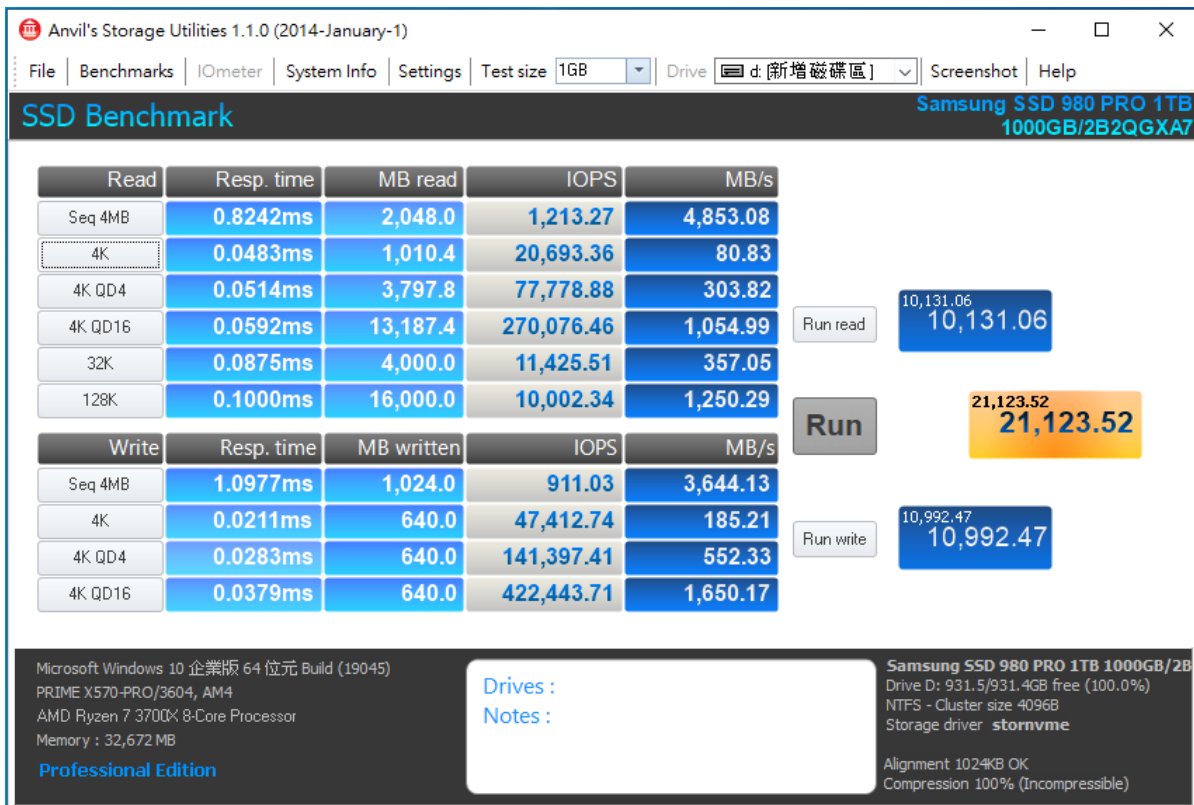 Anvil's Storage Utilities 1.1.0 (2014-January-1)
File Benchmarks IOmeter System Info Settings Test size 1GB Drive d: [新增磁碟區] Screenshot Help
SSD Benchmark
Samsung SSD 980 PRO 1TB
1000GB/2B2QGXA7
Read Resp. time MB read IOPS MB/s
Seq 4MB 0.8242ms 2,048.0 1,213.27 4,853.08
4K 0.0483ms 1,010.4 20,693.36 80.83
4K QD4 0.0514ms 3,797.8 77,778.88 303.82
4K QD16 0.0592ms 13,187.4 270,076.46 1,054.99
32K 0.0875ms 4,000.0 11,425.51 357.05
128K 0.1000ms 16,000.0 10,002.34 1,250.29
Run read
10,131.06
10,131.06
Run
21,123.52
21,123.52
Write Resp. time MB written IOPS MB/s
Seq 4MB 1.0977ms 1,024.0 911.03 3,644.13
4K 0.0211ms 640.0 47,412.74 185.21
4K QD4 0.0283ms 640.0 141,397.41 552.33
4K QD16 0.0379ms 640.0 422,443.71 1,650.17
Run write
10,992.47
10,992.47
Microsoft Windows 10 企業版 64 位元 Build (19045)
PRIME X570-PRO/3604, AM4
AMD Ryzen 7 3700X 8-Core Processor
Memory : 32,672 MB
Professional Edition
Drives :
Notes :
Samsung SSD 980 PRO 1TB 1000GB/2B
Drive D: 931.5/931.4GB free (100.0%)
NTFS - Cluster size 4096B
Storage driver stornvme
Alignment 1024KB OK
Compression 100% (Incompressible)